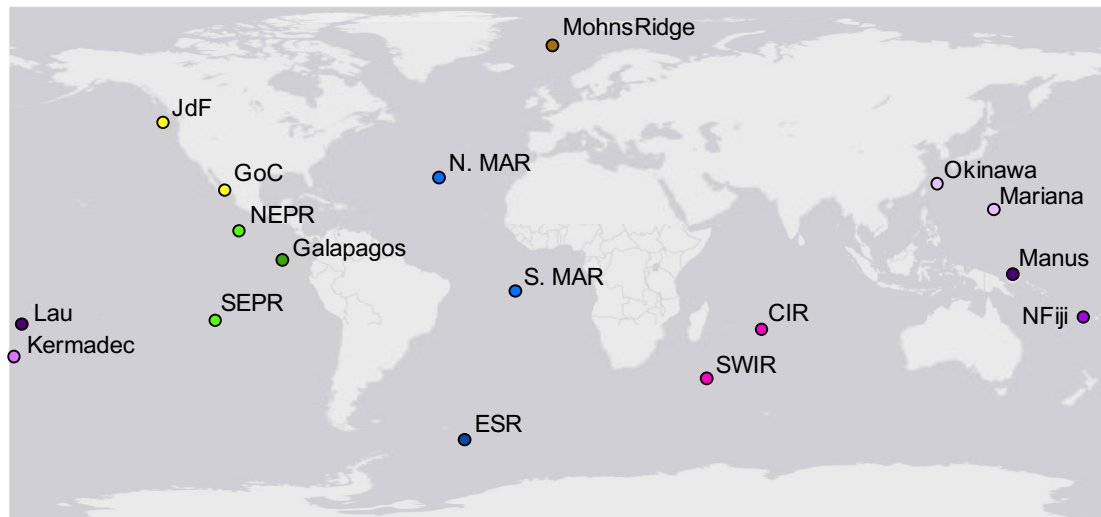 MohnsRidge
JdF
N. MAR
GoC
Okinawa
Mariana
NEPR
Galapagos
Manus
S. MAR
SEPR
Lau
CIR
NFiji
Kermadec
SWIR
ESR